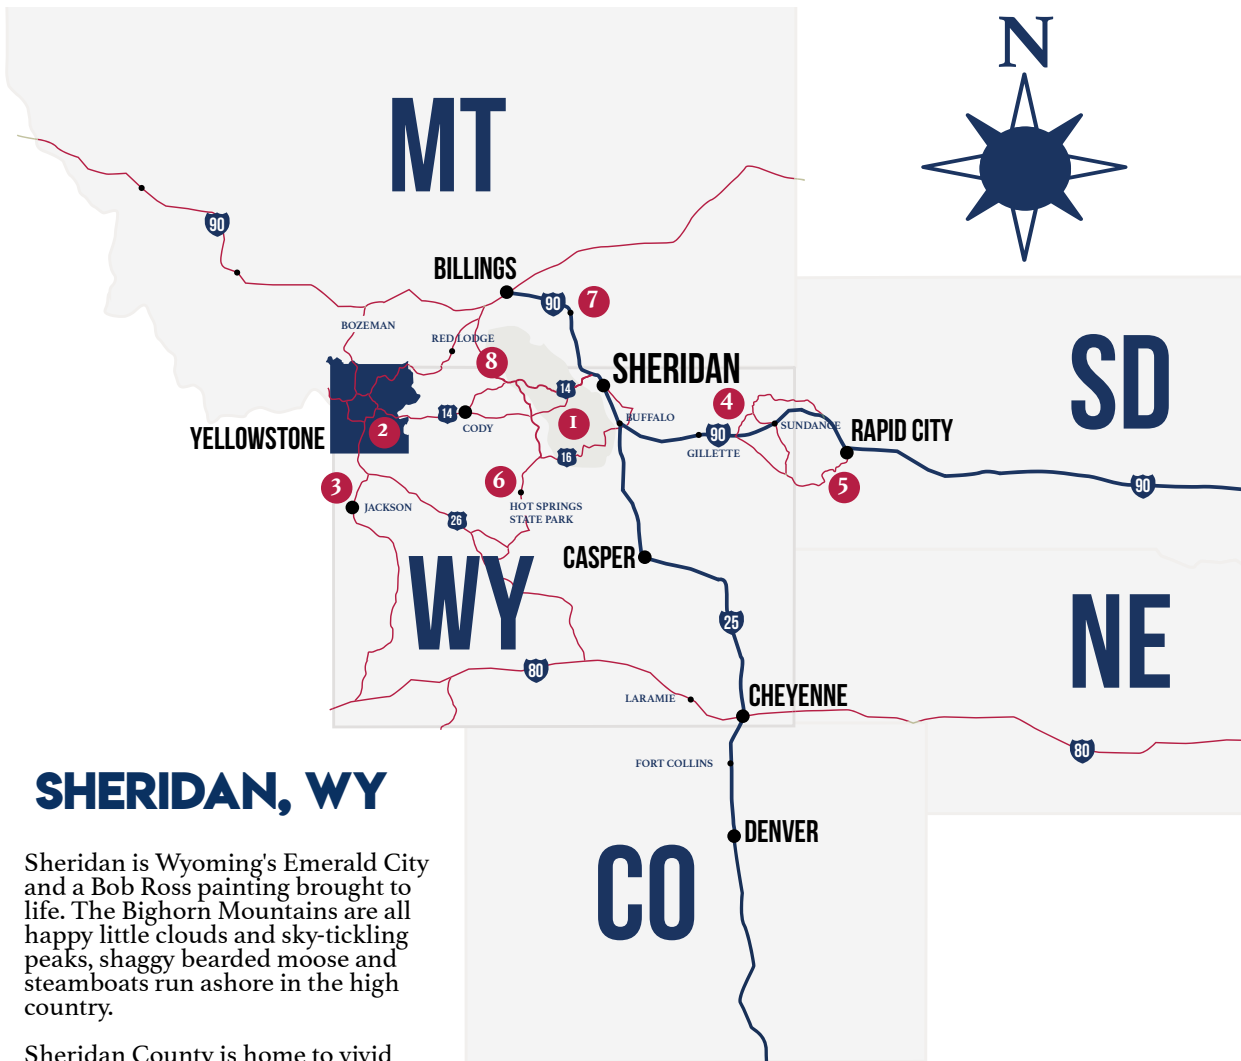 N
MT
90
BILLINGS
90
7
BOZEMAN
RED LODGE
8
SHERIDAN
SD
14
4
14
CODY
1
BUFFALO
2
YELLOWSTONE
90
SUNDANCE
RAPID CITY
GILLETTE
16
3
6
5
90
JACKSON
HOT SPRINGS
STATE PARK
26
CASPER
WY
NE
25
80
LARAMIE
CHEYENNE
80
FORT COLLINS
SHERIDAN, WY
DENVER
CO
Sheridan is Wyoming's Emerald City
and a Bob Ross painting brought to
life. The Bighorn Mountains are all
happy little clouds and sky-tickling
peaks, shaggy bearded moose and
steamboats run ashore in the high
country.
Sheridan County is home to vivid